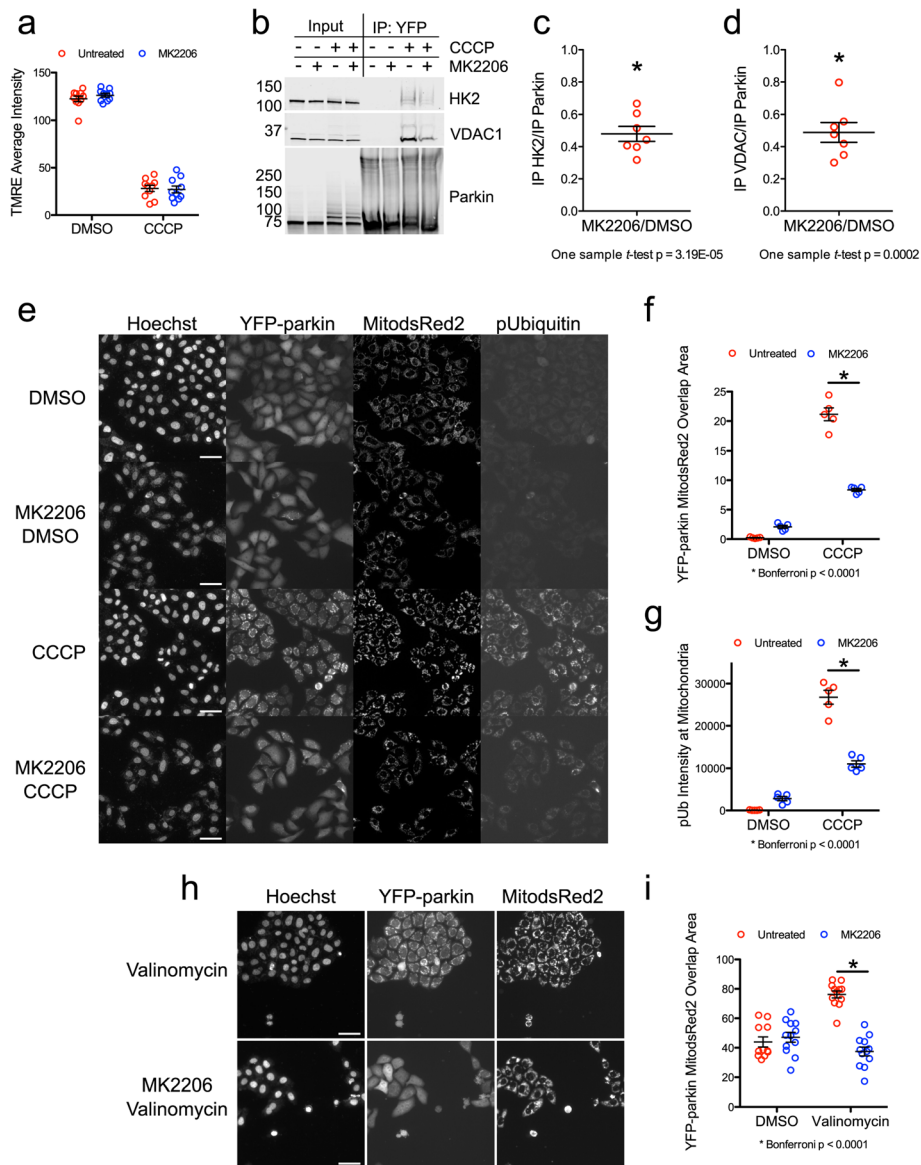 a
Untreated MK2206
TMRE Average Intensity
150
100
50
0
DMSO CCCP
b
Input IP: YFP
- - + + - - + + CCCP
- + - + - + - + MK2206
150
100
HK2
37
VDAC1
250
150
100
75
Parkin
c
IP HK2/IP Parkin
1.0
0.8
0.6
0.4
0.2
0.0
*
MK2206/DMSO
One sample t-test p = 3.19E-05
d
IP VDAC/IP Parkin
1.0
0.8
0.6
0.4
0.2
0.0
*
MK2206/DMSO
One sample t-test p = 0.0002
e
Hoechst YFP-parkin MitodsRed2 pUbiquitin
DMSO
MK2206
DMSO
CCCP
MK2206
CCCP
f
Untreated MK2206
YFP-parkin MitodsRed2 Overlap Area
25
20
15
10
5
0
*
DMSO CCCP
* Bonferroni p < 0.0001
g
Untreated MK2206
pUb Intensity at Mitochondria
30000
20000
10000
0
*
DMSO CCCP
* Bonferroni p < 0.0001
h
Hoechst YFP-parkin MitodsRed2
Valinomycin
MK2206
Valinomycin
i
Untreated MK2206
YFP-parkin MitodsRed2 Overlap Area
100
80
60
40
20
0
*
DMSO Valinomycin
* Bonferroni p < 0.0001